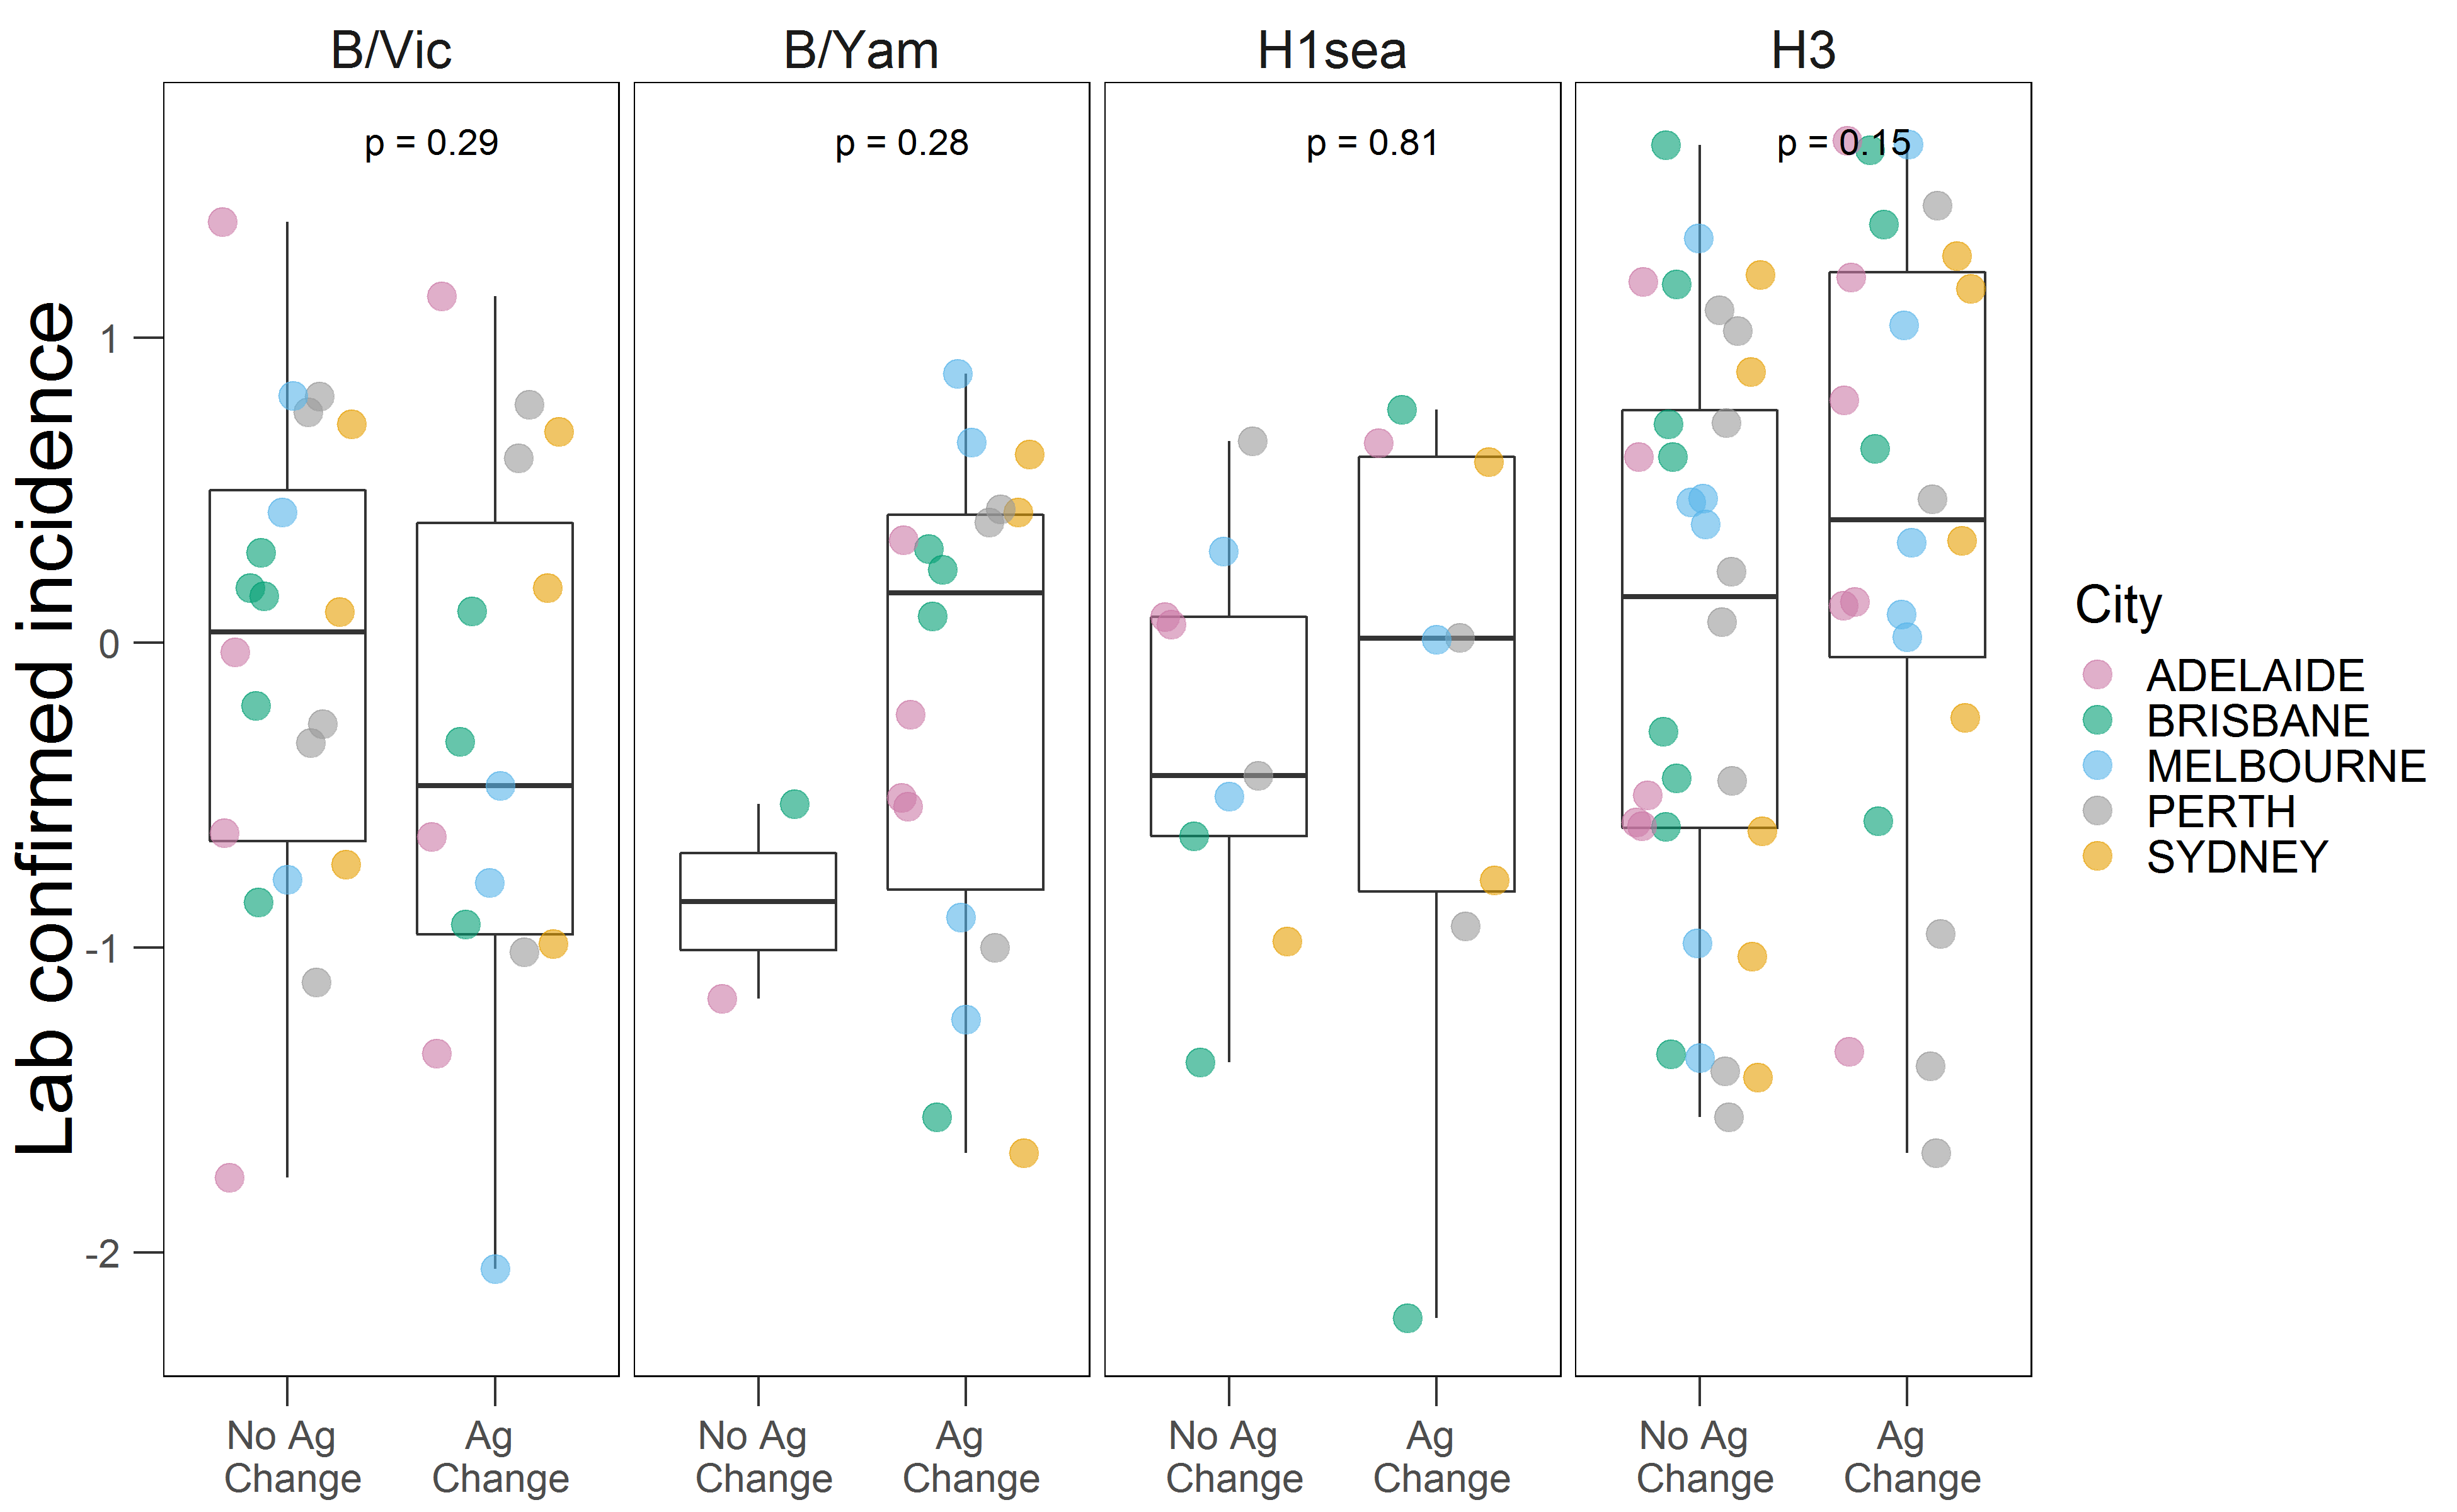 B/Vic B/Yam H1sea H3
p = 0.29 p = 0.28 p = 0.81 p = 0.15
Lab confirmed incidence
1
0
-1
-2
No Ag Ag No Ag Ag No Ag Ag No Ag Ag
Change Change Change Change Change Change Change Change
City
ADELAIDE
BRISBANE
MELBOURNE
PERTH
SYDNEY